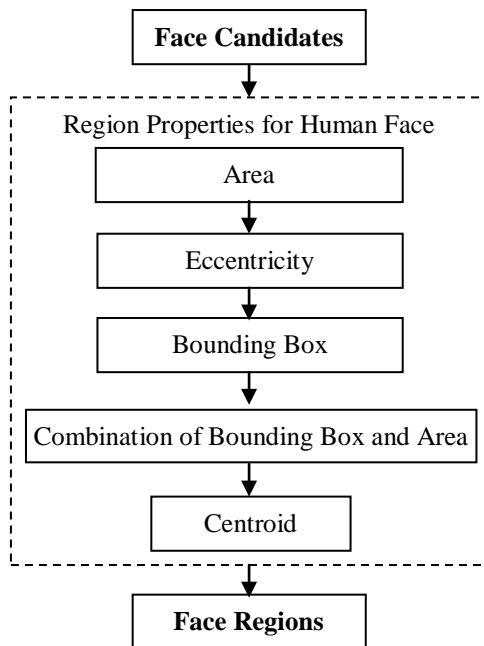 Face Candidates
Region Properties for Human Face
Area
Eccentricity
Bounding Box
Combination of Bounding Box and Area
Centroid
Face Regions